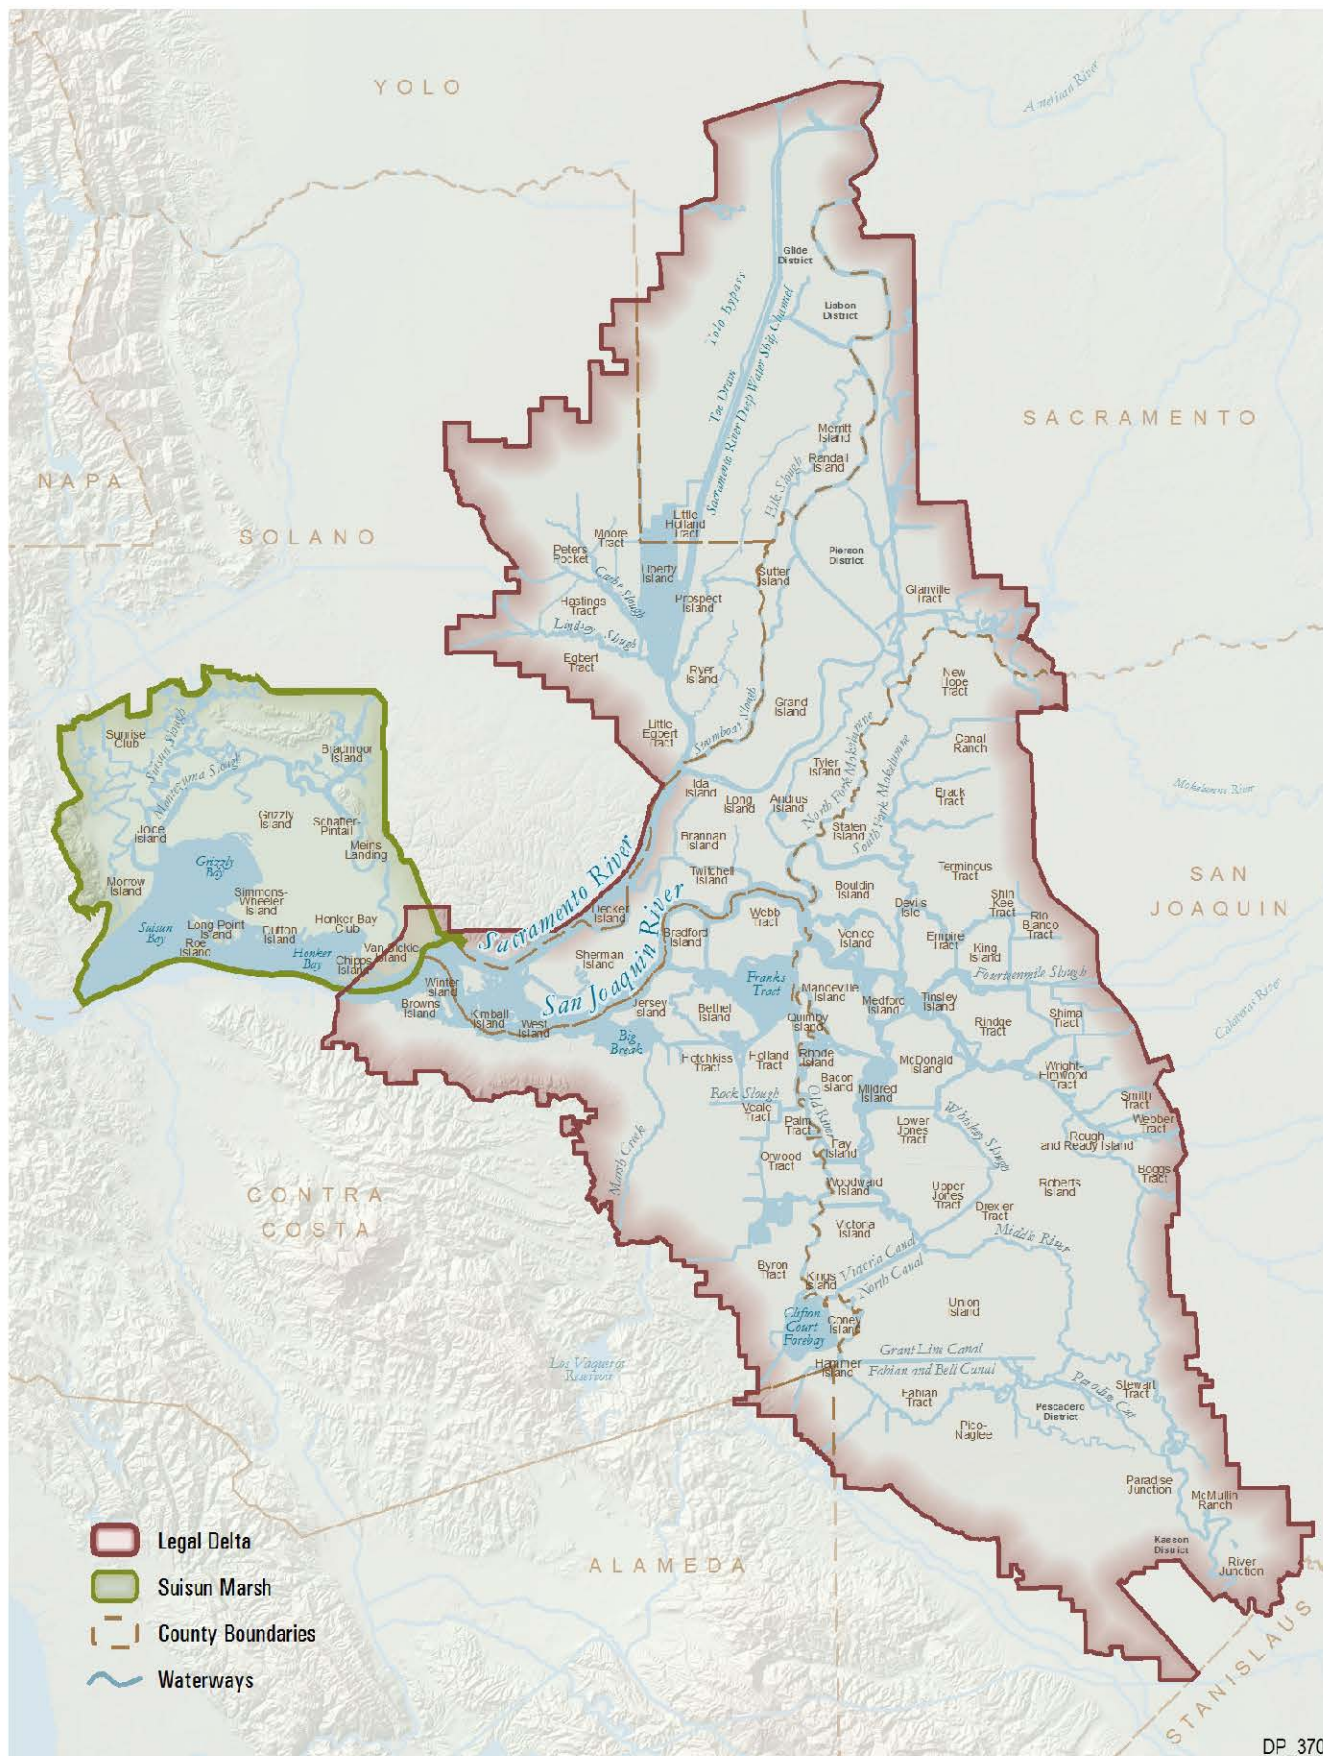 YOLO
American River
Glide
District
Yolo Bypass
Lisbon
District
Toe Drain
Sacramento River Deep Water Ship Channel
SACRAMENTO
Merritt
Island
Randall
Island
Elk Slough
NAPA
SOLANO
Little
Holland
Tract
Moore
Tract
Peters
Pocket
Liberty
Island
Pierson
District
Sutter
Island
Cache Slough
Glanville
Tract
Hastings
Tract
Prospect
Island
Lindsey Slough
Egbert
Tract
Ryer
Island
New
Hope
Tract
Grand
Island
Little
Egbert
Tract
Steamboat Slough
Sunrise
Club
Suisun Slough
Montezuma Slough
Bradmoor
Island
Canal
Ranch
Tyler
Island
North Fork Mokelumne
South Fork Mokelumne
Ida
Island
Long
Island
Andrus
Island
Brack
Tract
Mokelumne River
Joice
Island
Grizzly
Island
Schaffer-
Pintail
Meins
Landing
Staten
Island
Brannan
Island
Grizzly
Bay
Twitchell
Island
Terminous
Tract
SAN
JOAQUIN
Morrow
Island
Simmons-
Wheeler
Island
Bouldin
Island
Devils
Isle
Shin
Kee
Tract
Rio
Blanco
Tract
Sacramento River
Decker
Island
Webb
Tract
Suisun
Bay
Long Point
Island
Roe
Island
Dutton
Island
Honker Bay
Club
Honker
Bay
Van Sickle
Island
Chipps
Island
Sherman
Island
San Joaquin River
Bradford
Island
Venice
Island
Empire
Tract
King
Island
Fourteenmile Slough
Franks
Tract
Winter
Island
Browns
Island
Kimball
Island
West
Island
Jersey
Island
Bethel
Island
Mandeville
Island
Medford
Island
Tinsley
Island
Quimby
Island
Rindge
Tract
Shima
Tract
Calaveras River
Big
Break
Hotchkiss
Tract
Holland
Tract
Rhode
Island
McDonald
Island
Wright-
Elmwood
Tract
Bacon
Island
Mildred
Island
Rock Slough
Veale
Tract
Old River
Palm
Tract
Lower
Jones
Tract
Whiskey Slough
Smith
Tract
Webber
Tract
Rough
and Ready Island
Marsh Creek
Orwood
Tract
Fay
Island
Boggs
Tract
CONTRA
COSTA
Woodward
Island
Upper
Jones
Tract
Roberts
Island
Drexler
Tract
Victoria
Island
Middle River
Byron
Tract
Kings
Island
Victoria Canal
North Canal
Clifton
Court
Forebay
Coney
Island
Union
Island
Los Vaqueros
Reservoir
Hammer
Island
Grant Line Canal
Fabian and Bell Canal
Fabian
Tract
Paradise Cut
Stewart
Tract
Pescadero
District
Pico-
Naglee
Paradise
Junction
McMullin
Ranch
Kasson
District
River
Junction
ALAMEDA
STANISLAUS
Legal Delta
Suisun Marsh
County Boundaries
Waterways
DP_370